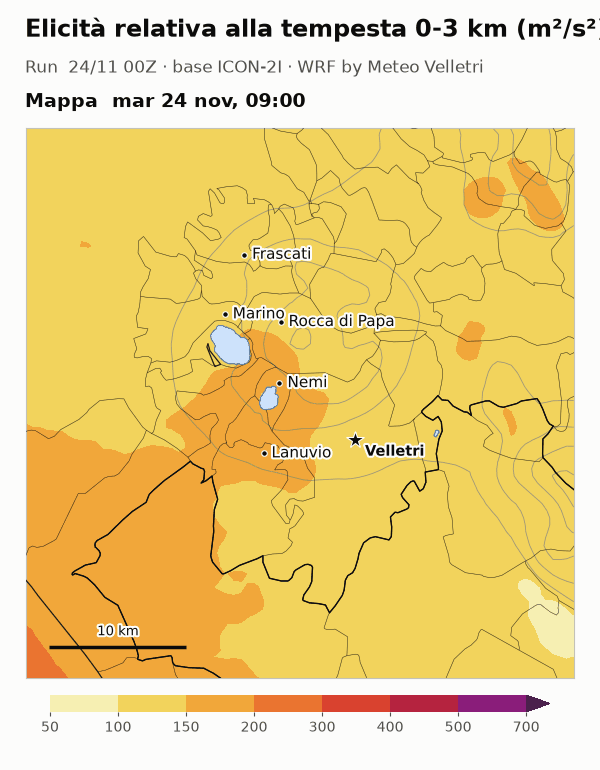 Elicità relativa alla tempesta 0-3 km (m²/s²)
Run  24/11 00Z · base ICON-2I · WRF by Meteo Velletri
Mappa  mar 24 nov, 09:00
Frascati
Marino
Rocca di Papa
Nemi
Velletri
Lanuvio
10 km
50 100 150 200 300 400 500 700